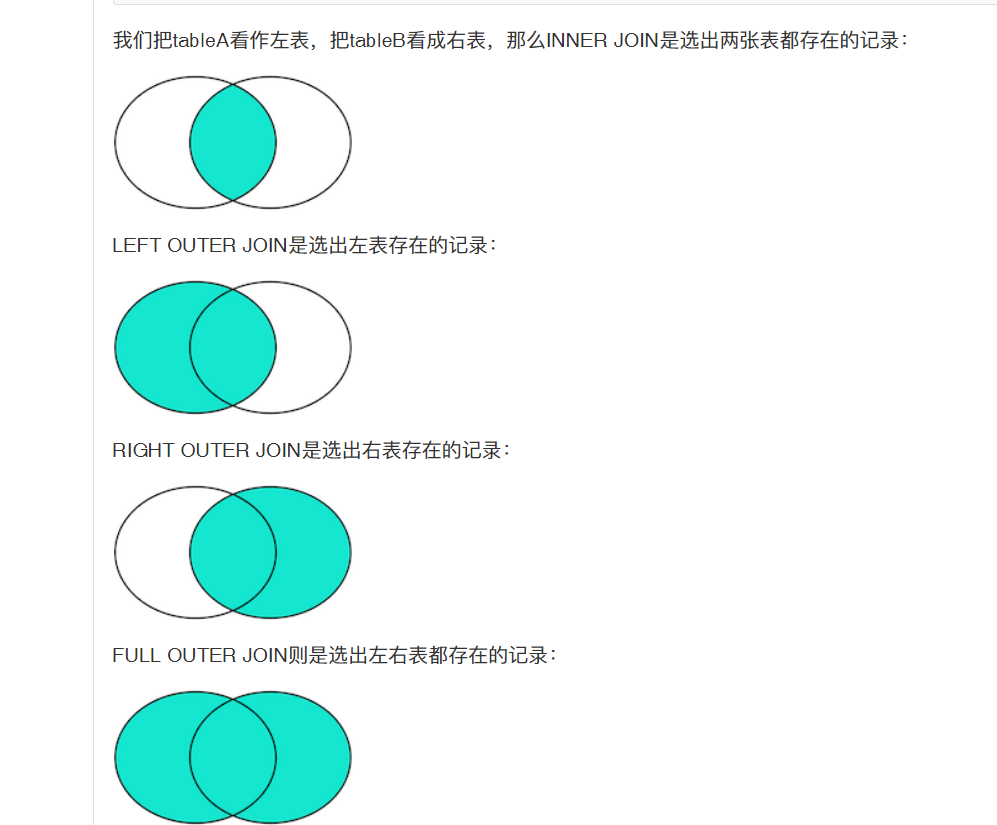 我们把tableA看作左表，把tableB看成右表，那么INNER JOIN是选出两张表都存在的记录：
LEFT OUTER JOIN是选出左表存在的记录：
RIGHT OUTER JOIN是选出右表存在的记录：
FULL OUTER JOIN则是选出左右表都存在的记录：